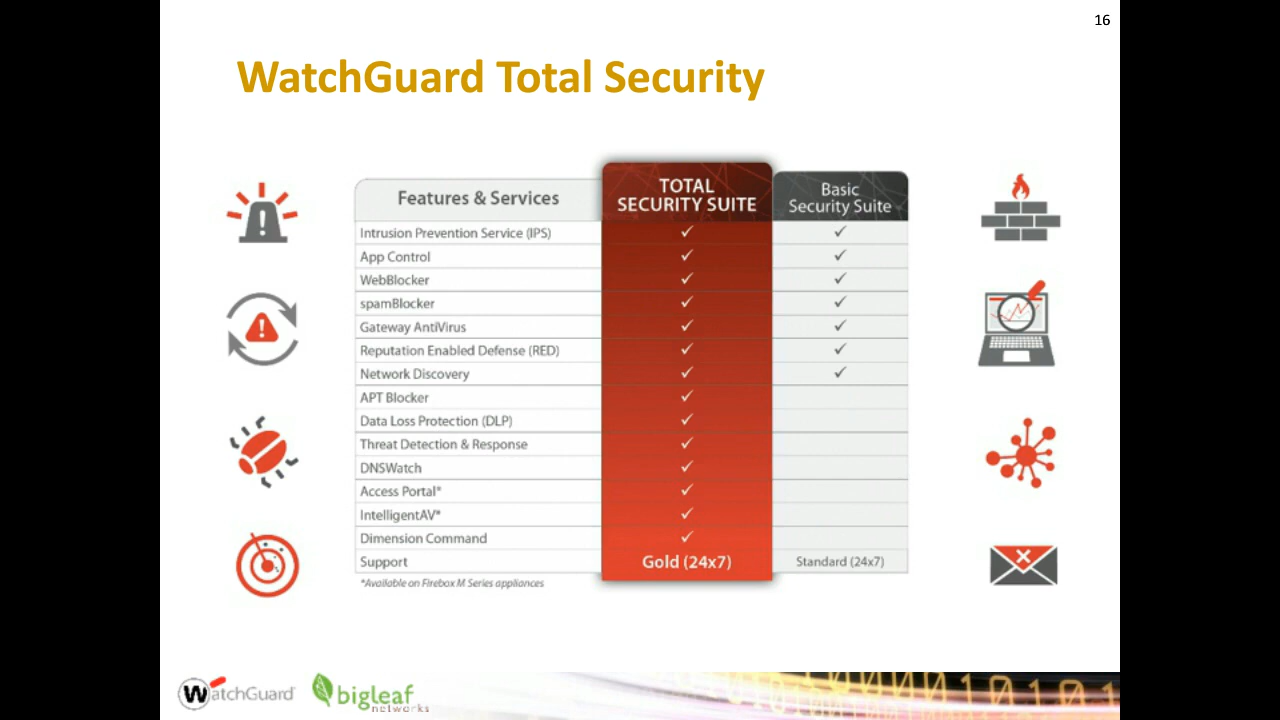 16
WatchGuard Total Security
Features & Services
TOTAL
SECURITY SUITE
Basic
Security Suite
Intrusion Prevention Service (IPS)
App Control
WebBlocker
spamBlocker
Gateway AntiVirus
Reputation Enabled Defense (RED)
Network Discovery
APT Blocker
Data Loss Protection (DLP)
Threat Detection & Response
DNSWatch
Access Portal*
IntelligentAV*
Dimension Command
Support Gold (24x7) Standard (24x7)
*Available on Firebox M Series appliances
WatchGuard
bigleaf
networks